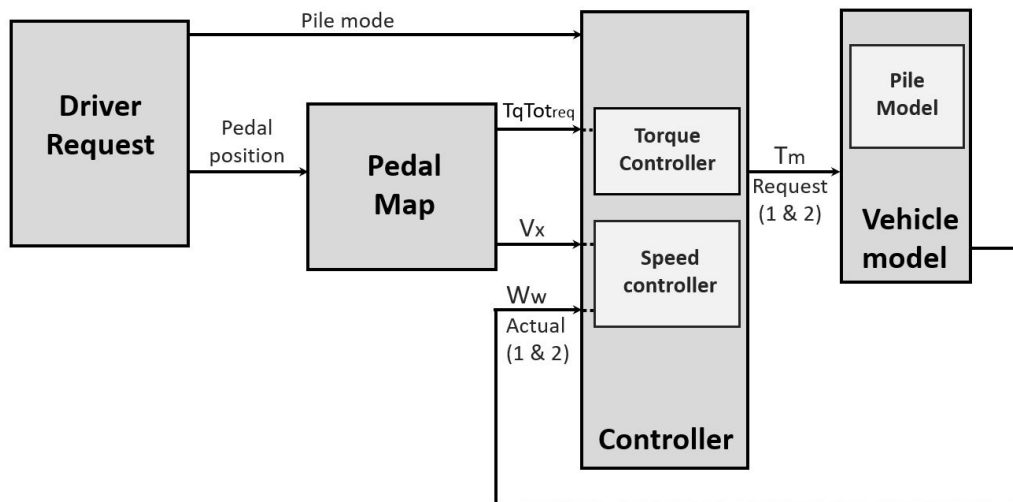 Pile mode
Driver
Request
Pedal
position
Pedal
Map
TqTotreq
Vx
Ww
Actual
(1 & 2)
Torque
Controller
Speed
controller
Controller
Tm
Request
(1 & 2)
Pile
Model
Vehicle
model